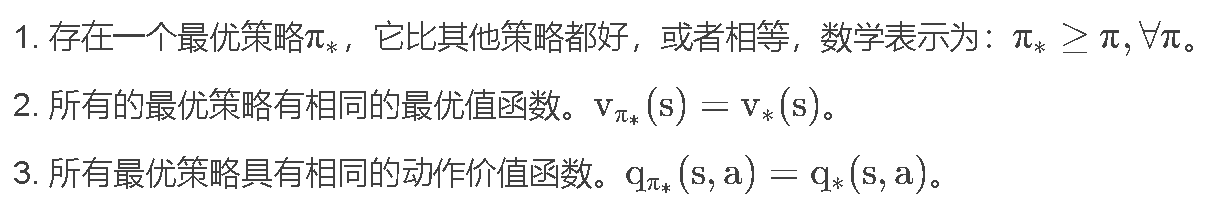 1. 存在一个最优策略π∗，它比其他策略都好，或者相等，数学表示为：π∗ ≥ π, ∀π。
2. 所有的最优策略有相同的最优值函数。vπ∗(s) = v∗(s)。
3. 所有最优策略具有相同的动作价值函数。qπ∗(s, a) = q∗(s, a)。